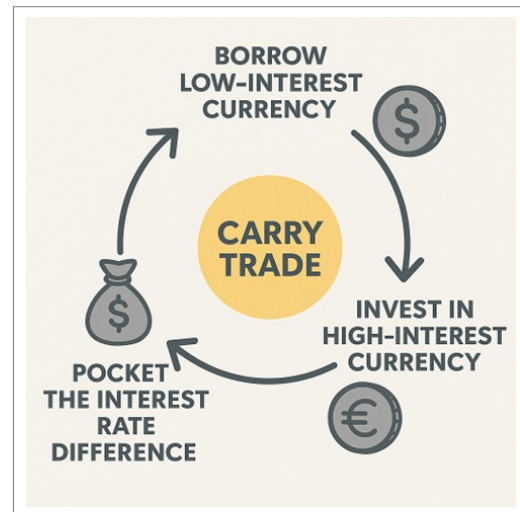 BORROW
LOW-INTEREST
CURRENCY
$
CARRY
TRADE
INVEST IN
HIGH-INTEREST
CURRENCY
€
$
POCKET
THE INTEREST
RATE
DIFFERENCE